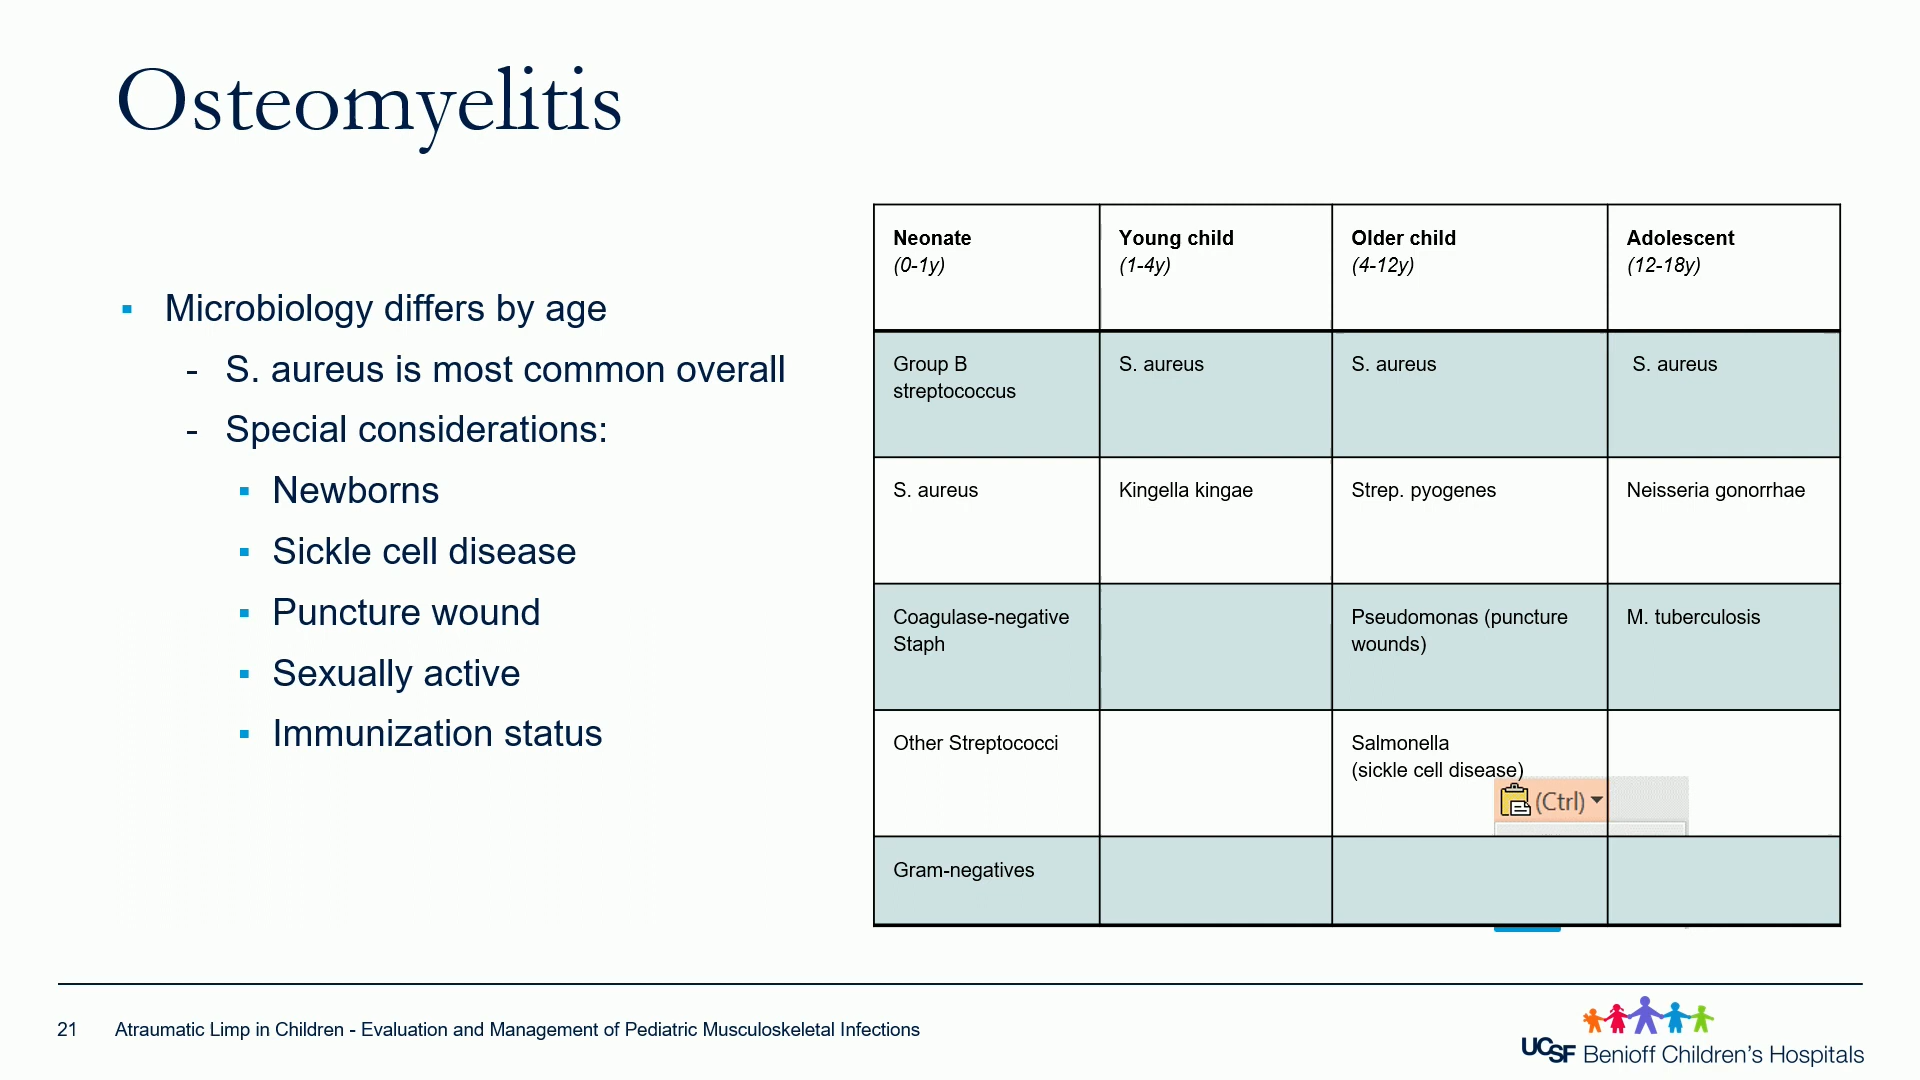 Osteomyelitis
▪ Microbiology differs by age
- S. aureus is most common overall
- Special considerations:
▪ Newborns
▪ Sickle cell disease
▪ Puncture wound
▪ Sexually active
▪ Immunization status
Neonate
(0-1y)
Young child
(1-4y)
Older child
(4-12y)
Adolescent
(12-18y)
Group B
streptococcus
S. aureus
S. aureus
S. aureus
S. aureus
Kingella kingae
Strep. pyogenes
Neisseria gonorrhae
Coagulase-negative
Staph
Pseudomonas (puncture
wounds)
M. tuberculosis
Other Streptococci
Salmonella
(sickle cell disease)
(Ctrl)
Gram-negatives
21 Atraumatic Limp in Children - Evaluation and Management of Pediatric Musculoskeletal Infections
UCSF Benioff Children's Hospitals